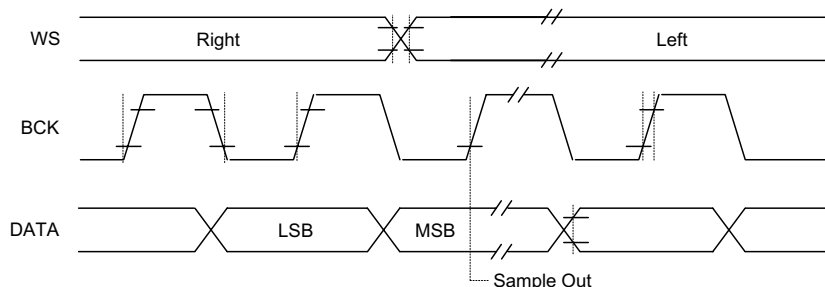 WS
Right
Left
BCK
DATA
LSB
MSB
Sample Out